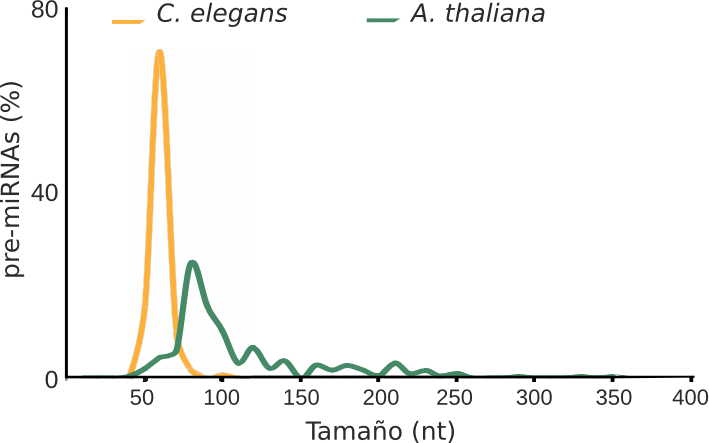 C. elegans A. thaliana
pre-miRNAs (%)
80
40
0
50 100 150 200 250 300 350 400
Tamaño (nt)